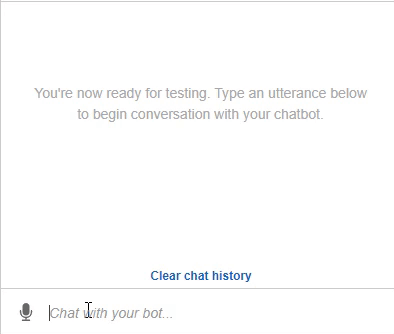 You're now ready for testing. Type an utterance below
to begin conversation with your chatbot.
Clear chat history
Chat with your bot...